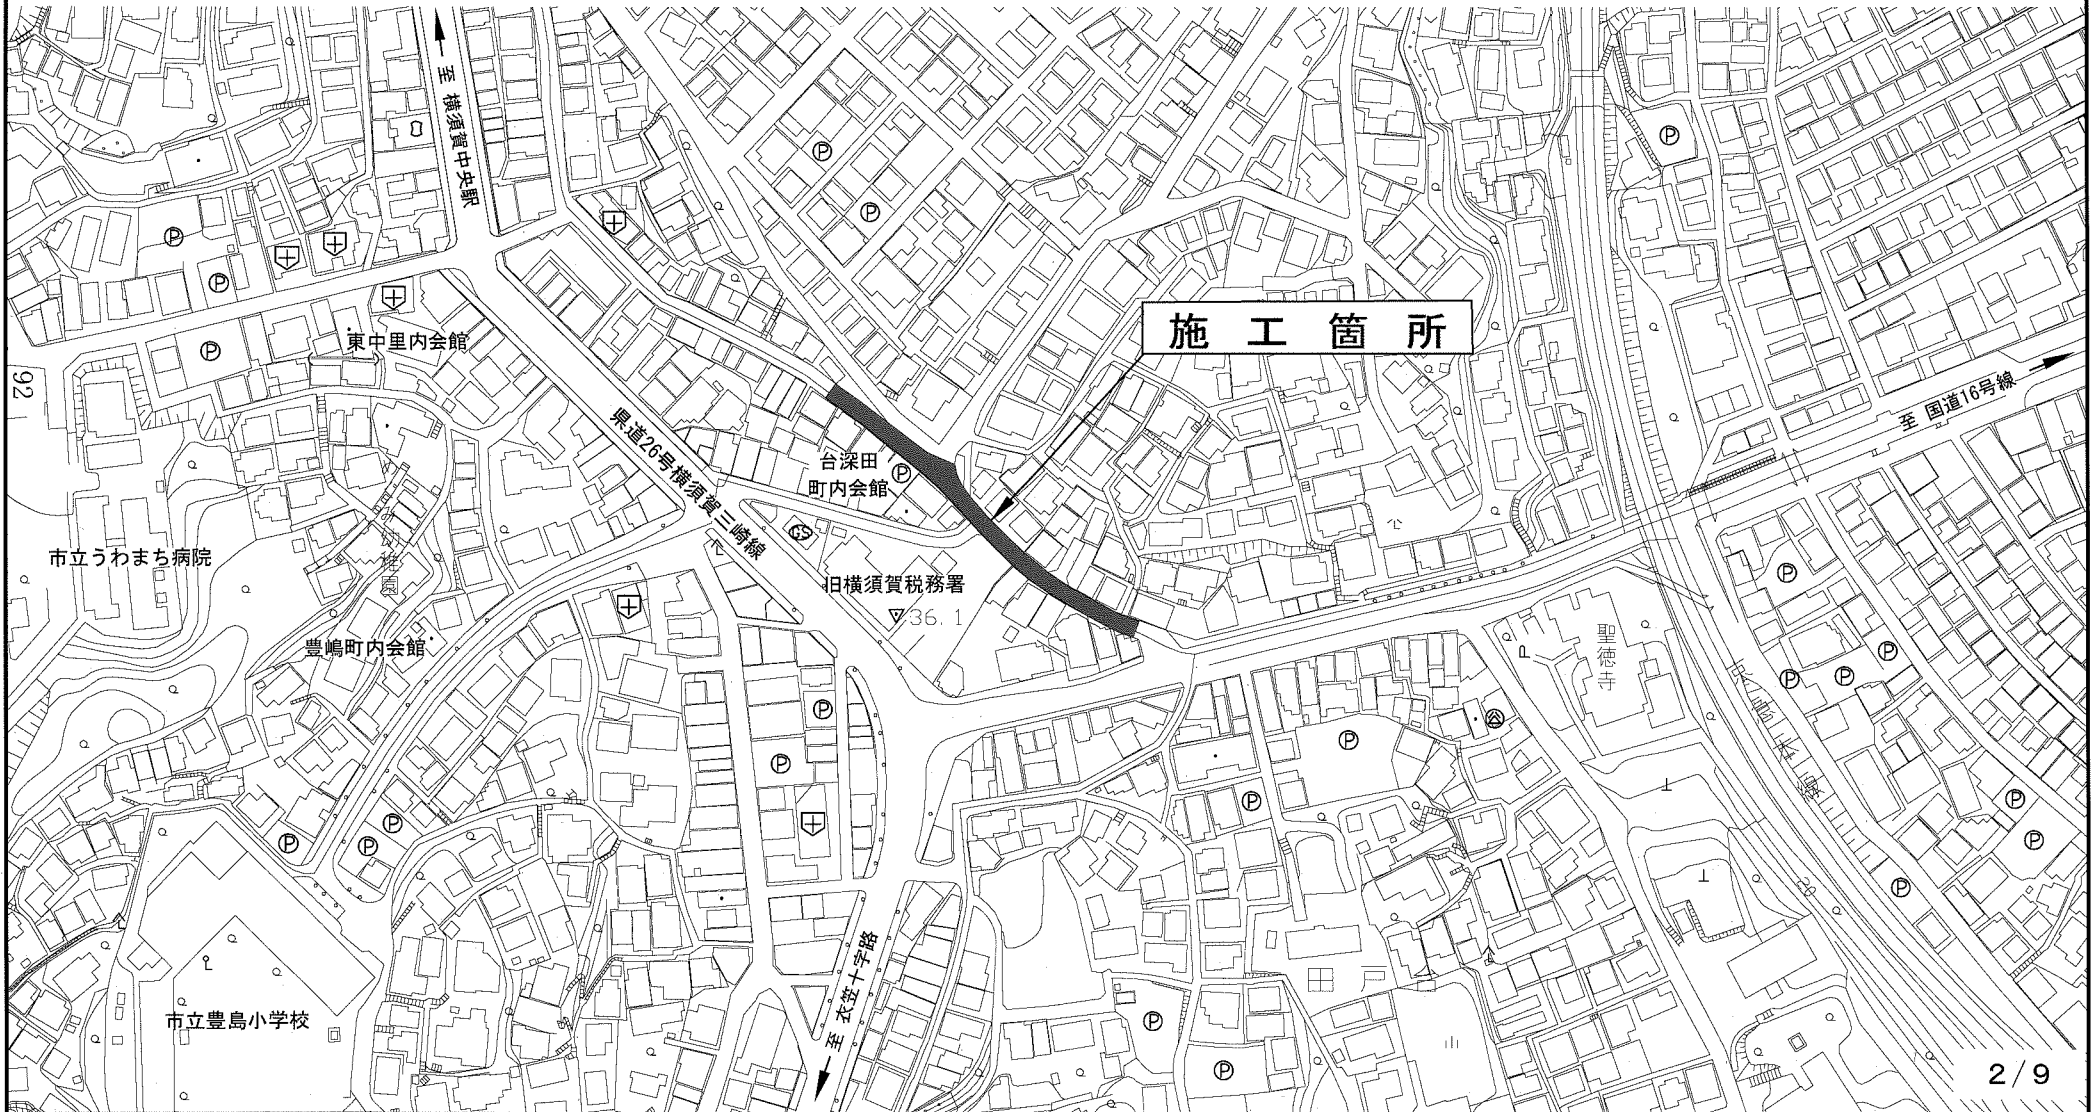 至 横須賀中央駅
東中里内会館
92
施工箇所
至 国道16号線
県道26号横須賀三崎線
台深田
町内会館
GS
市立うわまち病院
旧横須賀税務署
36.1
豊嶋町内会館
聖徳寺
市立豊島小学校
至 衣笠十字路
2/9